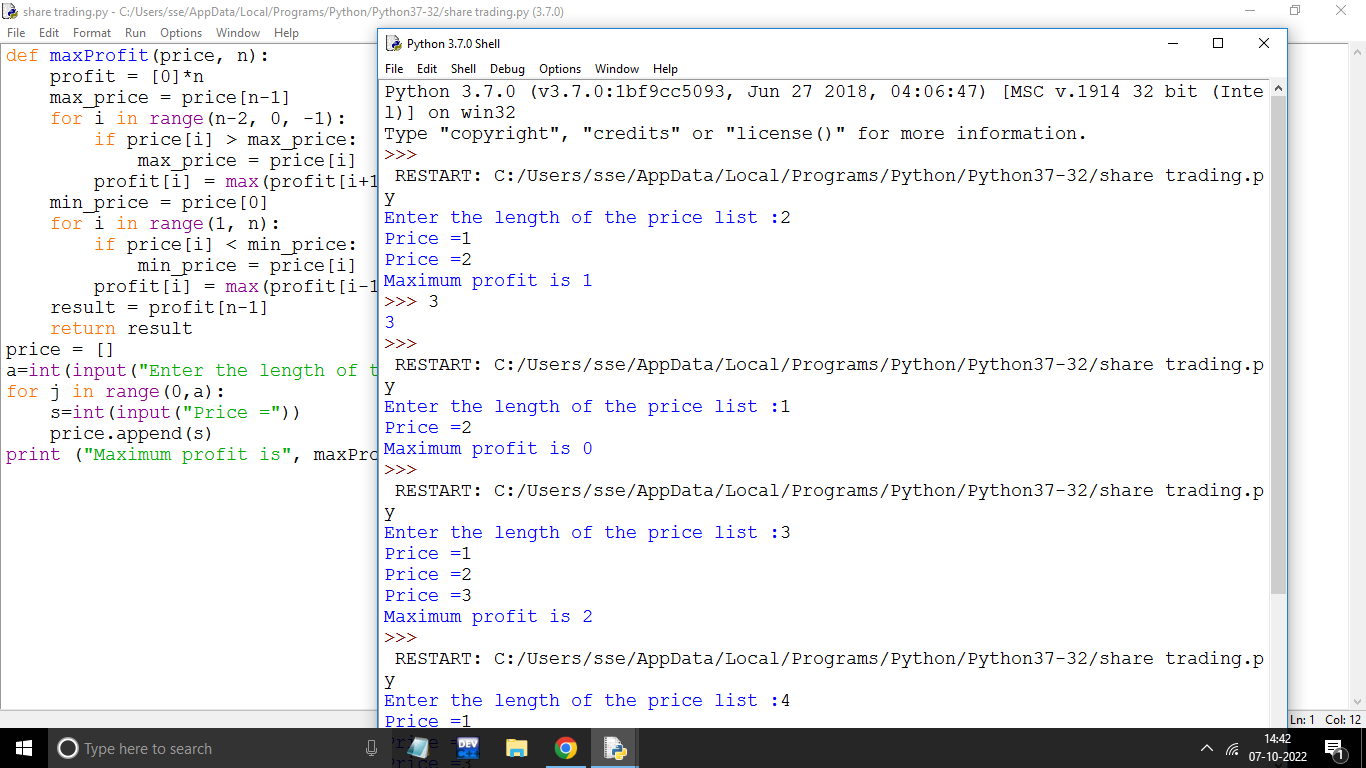 share trading.py - C:/Users/sse/AppData/Local/Programs/Python/Python37-32/share trading.py (3.7.0)
File Edit Format Run Options Window Help
def maxProfit(price, n):
    profit = [0]*n
    max_price = price[n-1]
    for i in range(n-2, 0, -1):
        if price[i] > max_price:
            max_price = price[i]
        profit[i] = max(profit[i+1
    min_price = price[0]
    for i in range(1, n):
        if price[i] < min_price:
            min_price = price[i]
        profit[i] = max(profit[i-1
    result = profit[n-1]
    return result
price = []
a=int(input("Enter the length of t
for j in range(0,a):
    s=int(input("Price ="))
    price.append(s)
print ("Maximum profit is", maxPro
Python 3.7.0 Shell
File Edit Shell Debug Options Window Help
Python 3.7.0 (v3.7.0:1bf9cc5093, Jun 27 2018, 04:06:47) [MSC v.1914 32 bit (Inte
l)] on win32
Type "copyright", "credits" or "license()" for more information.
>>>
 RESTART: C:/Users/sse/AppData/Local/Programs/Python/Python37-32/share trading.p
y
Enter the length of the price list :2
Price =1
Price =2
Maximum profit is 1
>>> 3
3
>>>
 RESTART: C:/Users/sse/AppData/Local/Programs/Python/Python37-32/share trading.p
y
Enter the length of the price list :1
Price =2
Maximum profit is 0
>>>
 RESTART: C:/Users/sse/AppData/Local/Programs/Python/Python37-32/share trading.p
y
Enter the length of the price list :3
Price =1
Price =2
Price =3
Maximum profit is 2
>>>
 RESTART: C:/Users/sse/AppData/Local/Programs/Python/Python37-32/share trading.p
y
Enter the length of the price list :4
Price =1
Ln: 1 Col: 12
Type here to search
DEV
14:42
07-10-2022
1